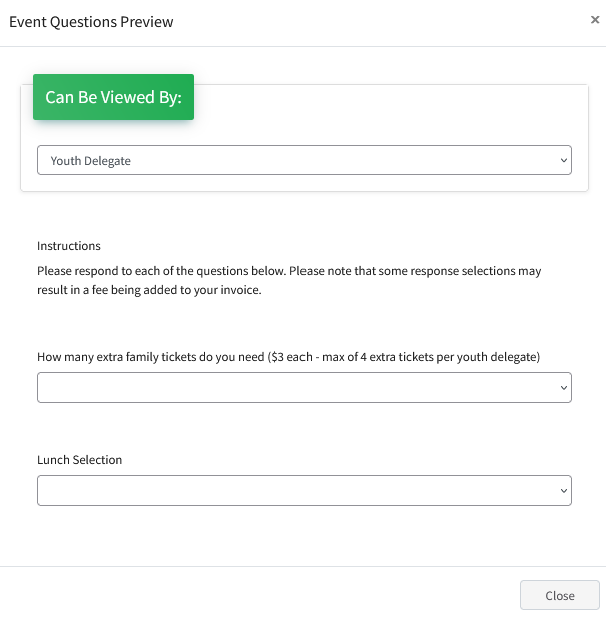 Event Questions Preview
×
Can Be Viewed By:
Youth Delegate
Instructions
Please respond to each of the questions below. Please note that some response selections may
result in a fee being added to your invoice.
How many extra family tickets do you need ($3 each - max of 4 extra tickets per youth delegate)
Lunch Selection
Close